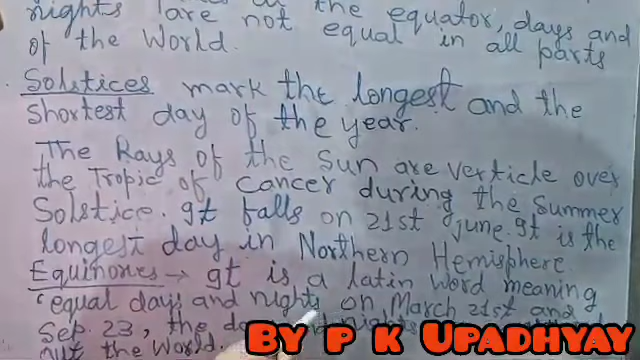 nights are not the equator, days and
of the World. equal in all parts
Solstices mark the longest and the
shortest day of the year.
The Rays of the Sun are verticle over
the Tropic of Cancer during the Summer
Solstice. It falls on 21st June. It is the
longest day in Northern Hemisphere
Equinoxes → It is a latin Word meaning
'equal days and nights on March 21st and
Sep. 23, the
out the World.
BY P K UPADHYAY